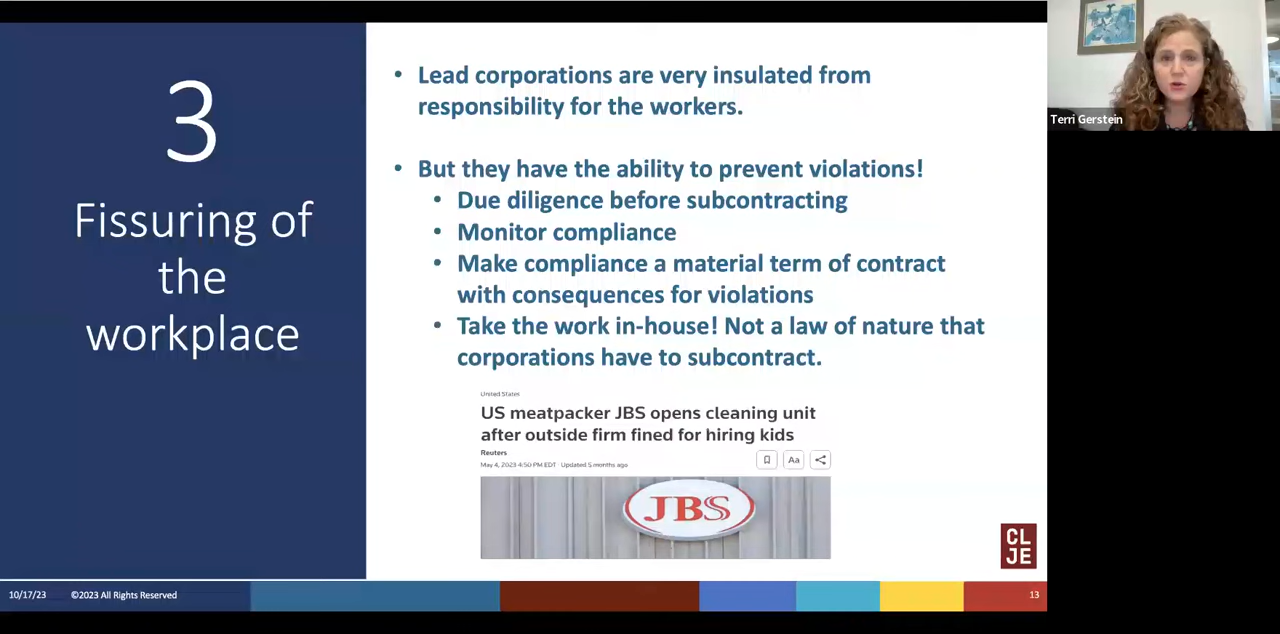 3
Fissuring of
the
workplace
• Lead corporations are very insulated from
responsibility for the workers.
• But they have the ability to prevent violations!
• Due diligence before subcontracting
• Monitor compliance
• Make compliance a material term of contract
with consequences for violations
• Take the work in-house! Not a law of nature that
corporations have to subcontract.
United States
US meatpacker JBS opens cleaning unit
after outside firm fined for hiring kids
Reuters
May 4, 2023 4:50 PM EDT · Updated 5 months ago
Aa
JBS
CL
JE
10/17/23 ©2023 All Rights Reserved
13
Terri Gerstein